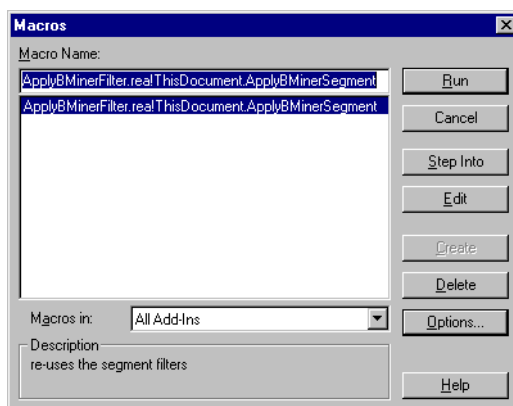 Macros
Macro Name:
ApplyBMinerFilter.rea!ThisDocument.ApplyBMinerSegment
ApplyBMinerFilter.rea!ThisDocument.ApplyBMinerSegment
Run
Cancel
Step Into
Edit
Create
Delete
Macros in:
All Add-Ins
Options...
Description
re-uses the segment filters
Help